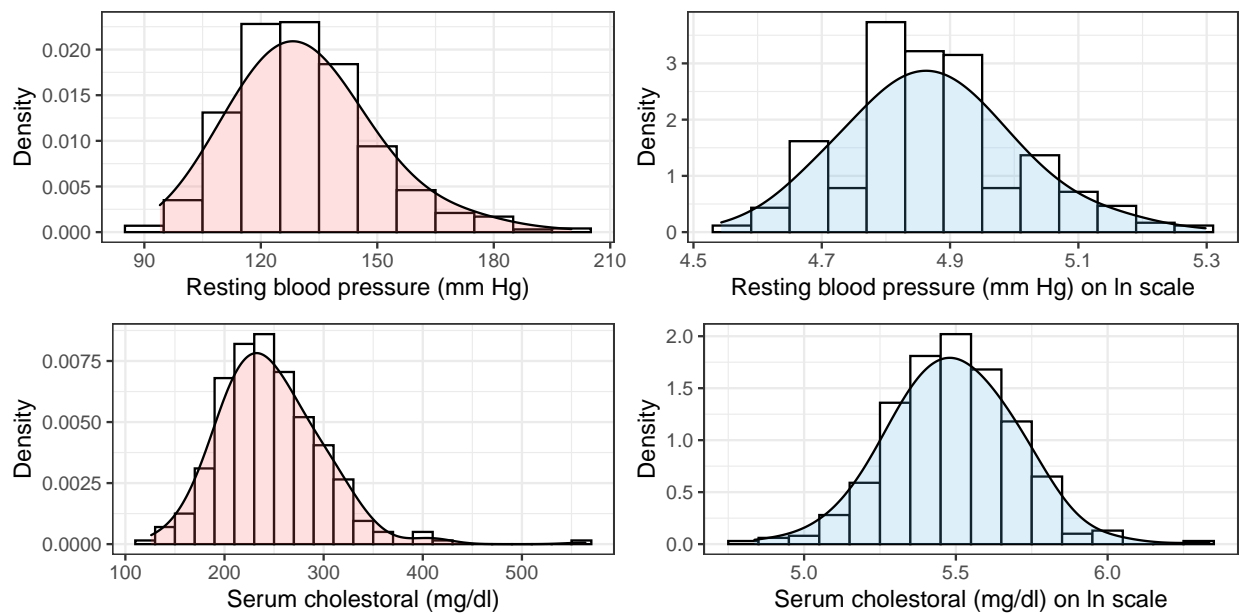 Density
0.020
0.015
0.010
0.005
0.000
90 120 150 180 210
Resting blood pressure (mm Hg)
Density
3
2
1
0
4.5 4.7 4.9 5.1 5.3
Resting blood pressure (mm Hg) on ln scale
Density
0.0075
0.0050
0.0025
0.0000
100 200 300 400 500
Serum cholestoral (mg/dl)
Density
2.0
1.5
1.0
0.5
0.0
5.0 5.5 6.0
Serum cholestoral (mg/dl) on ln scale